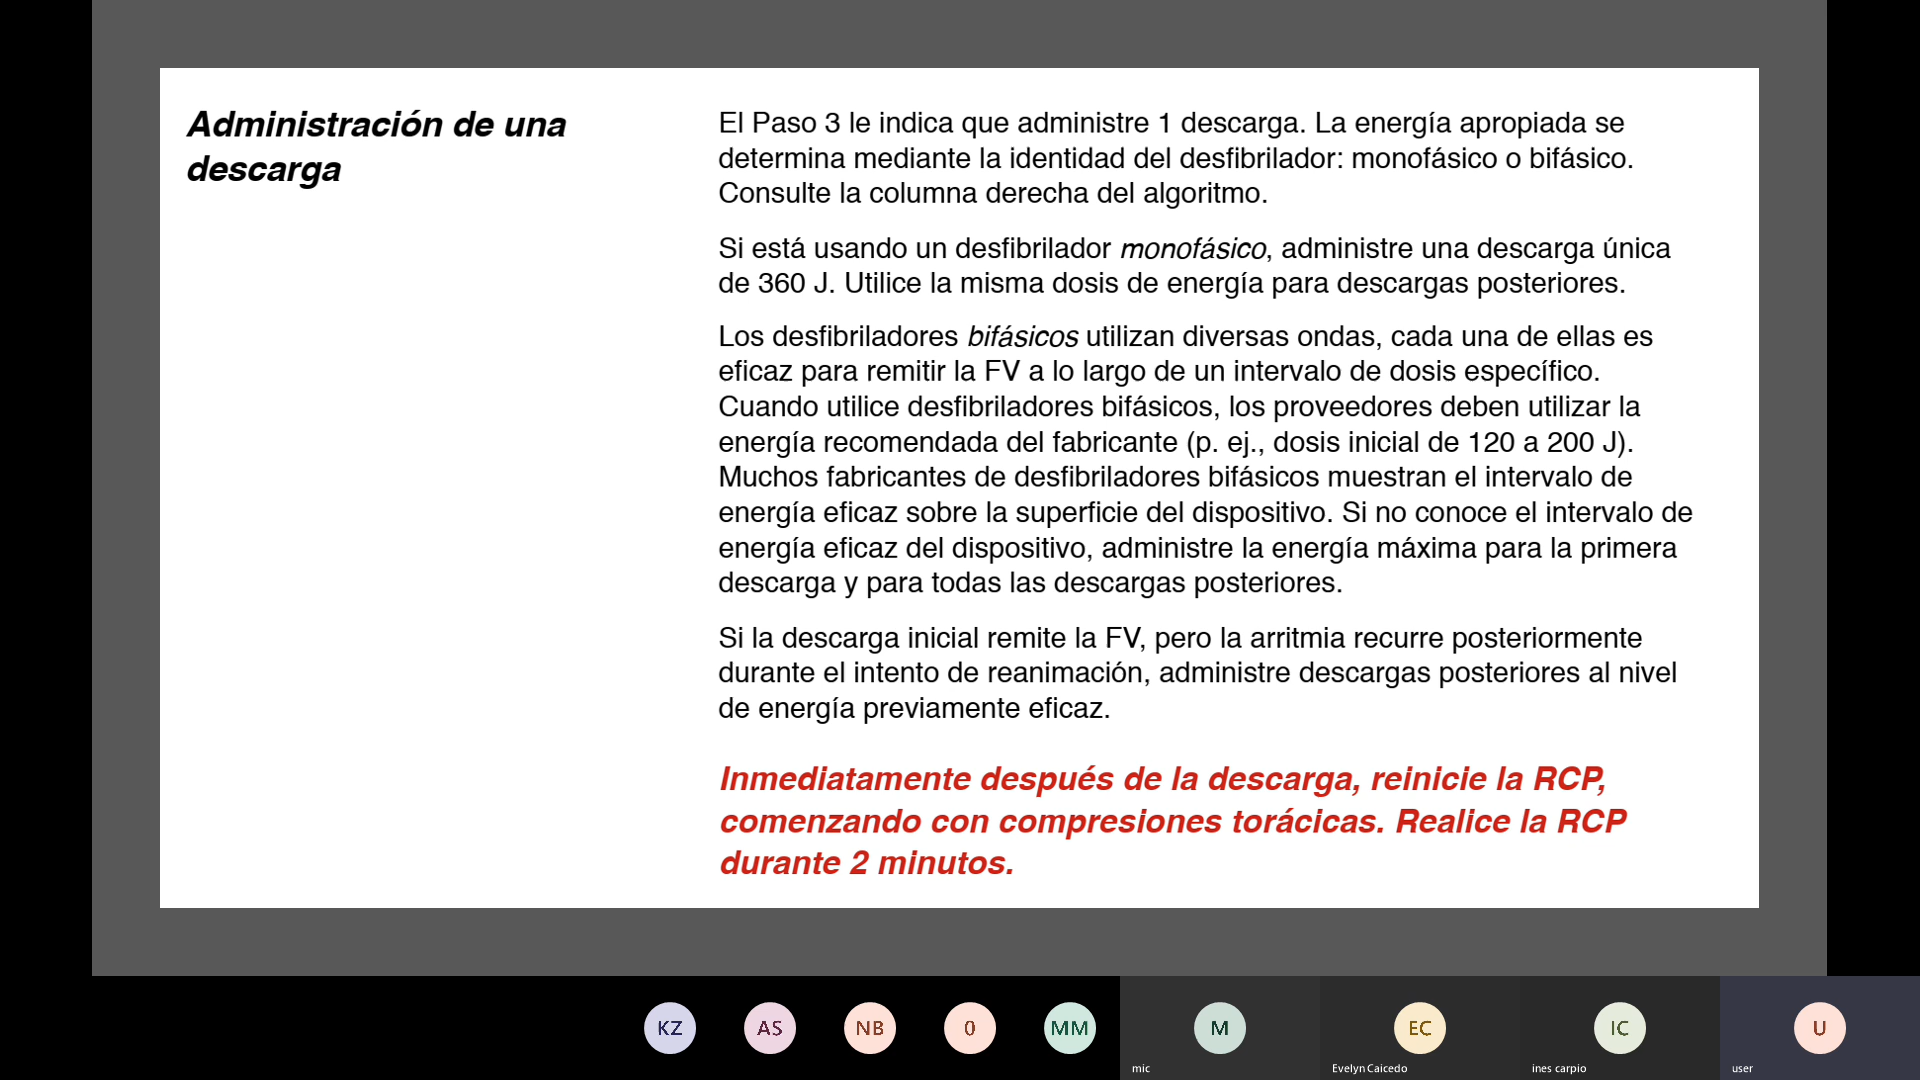 Administración de una
descarga
El Paso 3 le indica que administre 1 descarga. La energía apropiada se
determina mediante la identidad del desfibrilador: monofásico o bifásico.
Consulte la columna derecha del algoritmo.
Si está usando un desfibrilador monofásico, administre una descarga única
de 360 J. Utilice la misma dosis de energía para descargas posteriores.
Los desfibriladores bifásicos utilizan diversas ondas, cada una de ellas es
eficaz para remitir la FV a lo largo de un intervalo de dosis específico.
Cuando utilice desfibriladores bifásicos, los proveedores deben utilizar la
energía recomendada del fabricante (p. ej., dosis inicial de 120 a 200 J).
Muchos fabricantes de desfibriladores bifásicos muestran el intervalo de
energía eficaz sobre la superficie del dispositivo. Si no conoce el intervalo de
energía eficaz del dispositivo, administre la energía máxima para la primera
descarga y para todas las descargas posteriores.
Si la descarga inicial remite la FV, pero la arritmia recurre posteriormente
durante el intento de reanimación, administre descargas posteriores al nivel
de energía previamente eficaz.
Inmediatamente después de la descarga, reinicie la RCP,
comenzando con compresiones torácicas. Realice la RCP
durante 2 minutos.
KZ AS NB 0 MM M EC IC U
mic Evelyn Caicedo ines carpio user